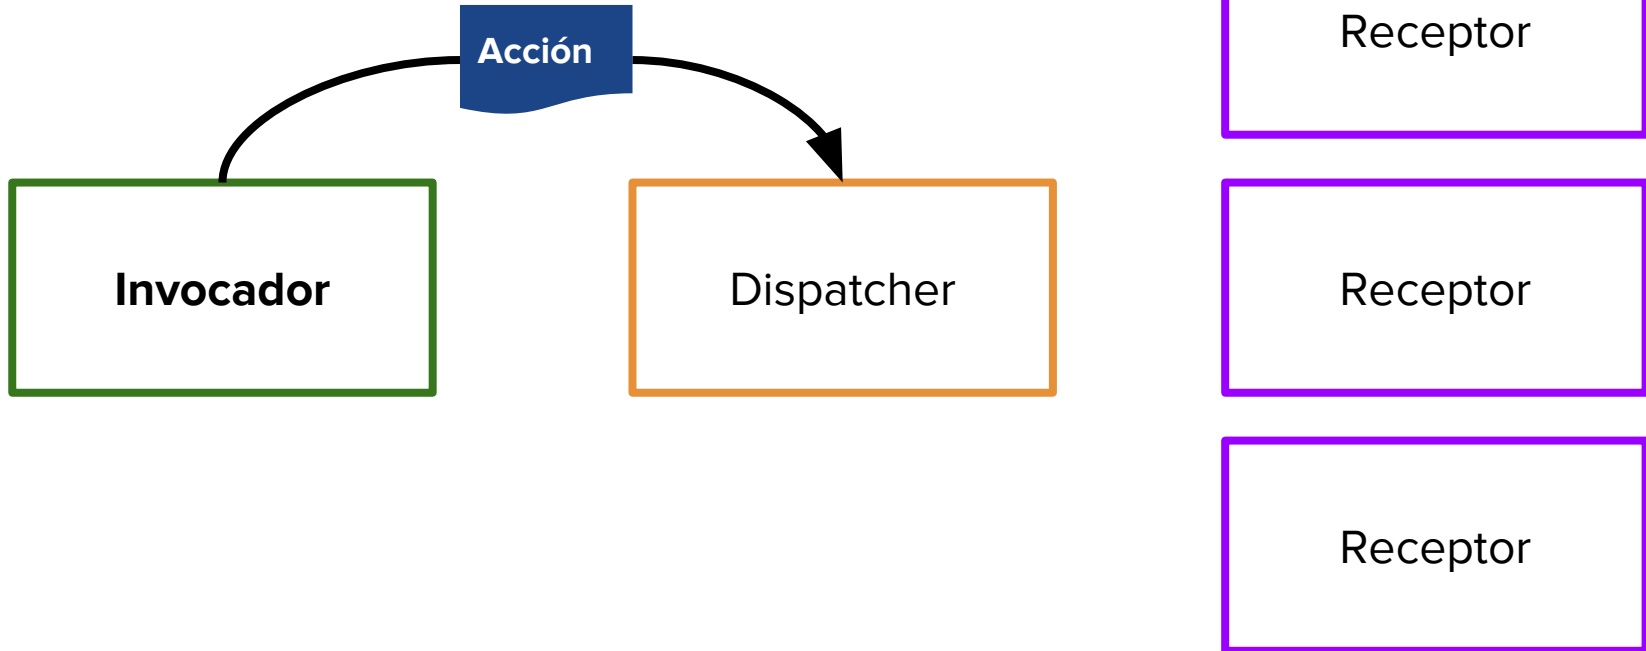 Acción
Receptor
Invocador
Dispatcher
Receptor
Receptor